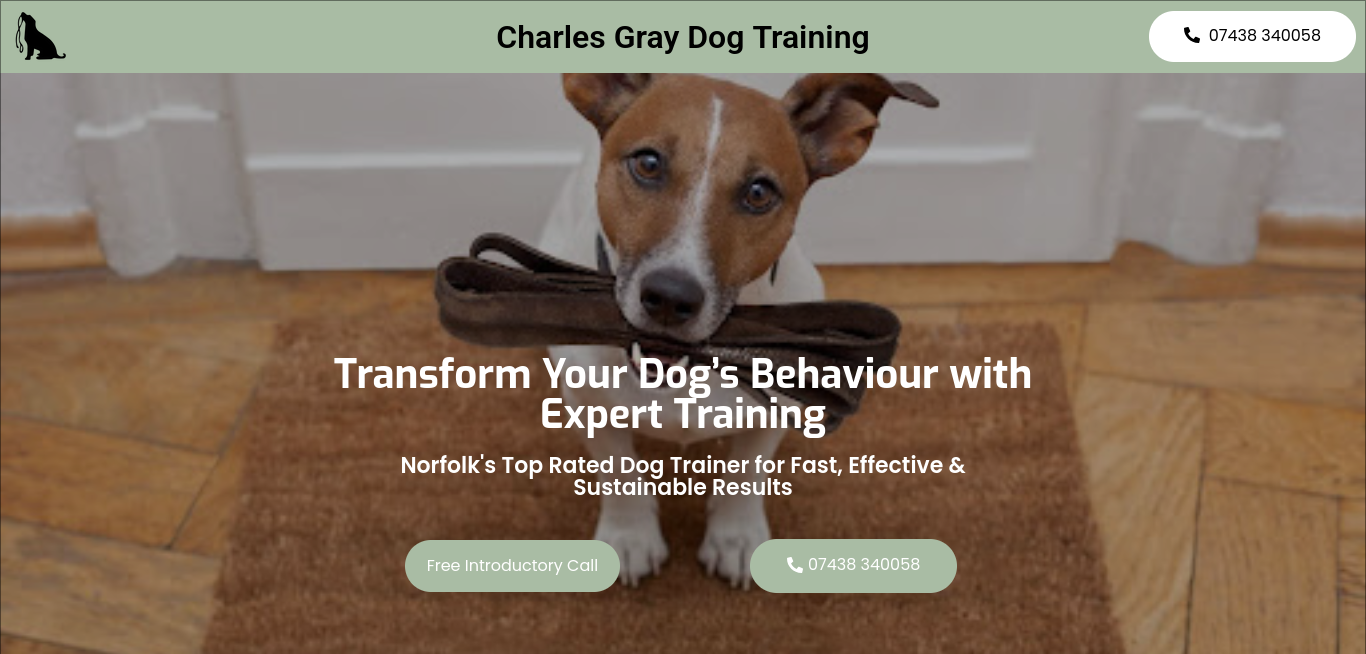 Charles Gray Dog Training
07438 340058
Transform Your Dog’s Behaviour with
Expert Training
Norfolk's Top Rated Dog Trainer for Fast, Effective &
Sustainable Results
Free Introductory Call
07438 340058